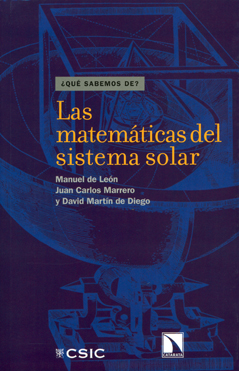 ¿QUÉ SABEMOS DE?
Las
matemáticas del
sistema solar
Manuel de León
Juan Carlos Marrero
y David Martín de Diego
CSIC
CATARATA